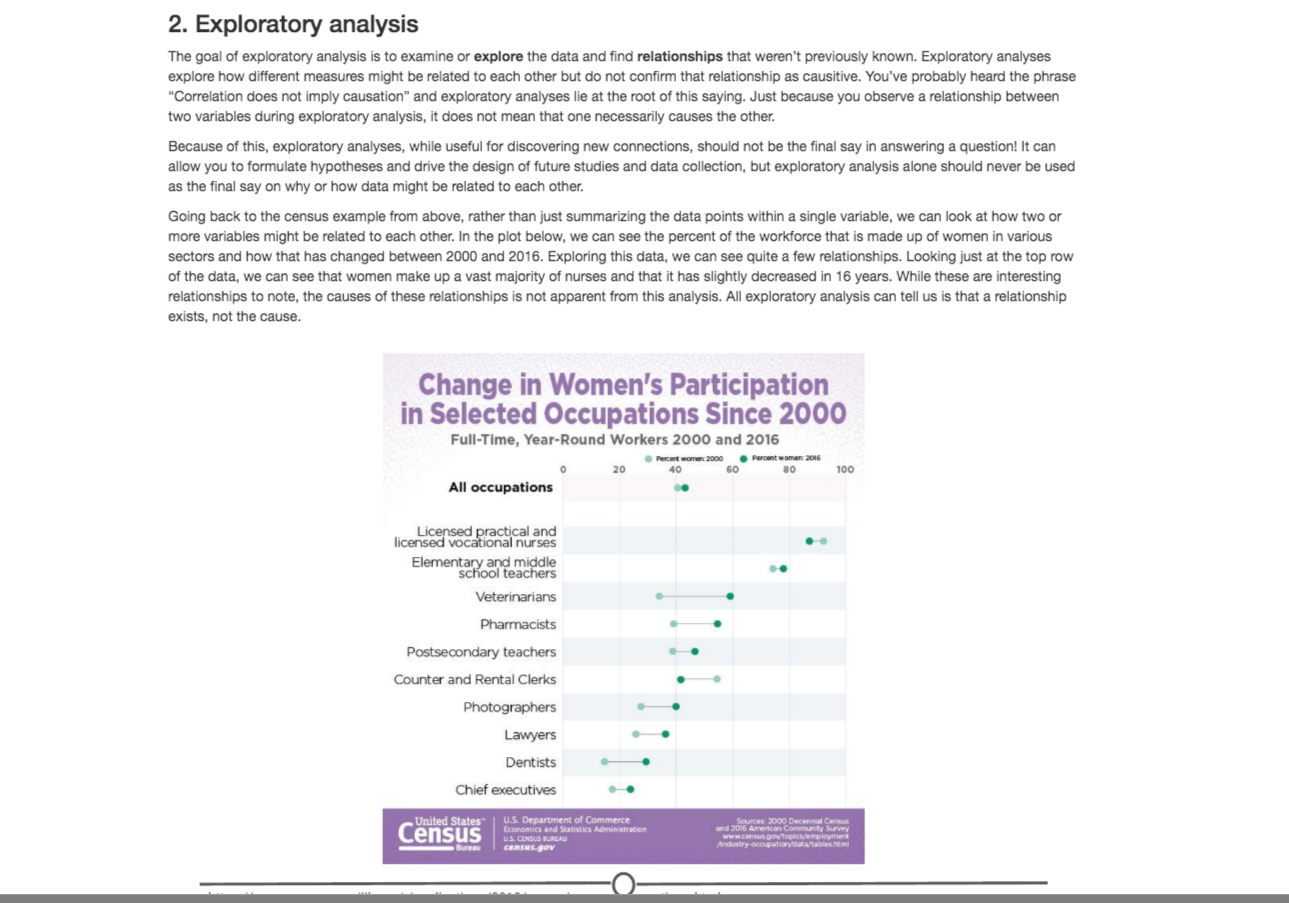 2. Exploratory analysis
The goal of exploratory analysis is to examine or explore the data and find relationships that weren't previously known. Exploratory analyses
explore how different measures might be related to each other but do not confirm that relationship as causitive. You've probably heard the phrase
"Correlation does not imply causation" and exploratory analyses lie at the root of this saying. Just because you observe a relationship between
two variables during exploratory analysis, it does not mean that one necessarily causes the other.
Because of this, exploratory analyses, while useful for discovering new connections, should not be the final say in answering a question! It can
allow you to formulate hypotheses and drive the design of future studies and data collection, but exploratory analysis alone should never be used
as the final say on why or how data might be related to each other.
Going back to the census example from above, rather than just summarizing the data points within a single variable, we can look at how two or
more variables might be related to each other. In the plot below, we can see the percent of the workforce that is made up of women in various
sectors and how that has changed between 2000 and 2016. Exploring this data, we can see quite a few relationships. Looking just at the top row
of the data, we can see that women make up a vast majority of nurses and that it has slightly decreased in 16 years. While these are interesting
relationships to note, the causes of these relationships is not apparent from this analysis. All exploratory analysis can tell us is that a relationship
exists, not the cause.
Change in Women's Participation
in Selected Occupations Since 2000
Full-Time, Year-Round Workers 2000 and 2016
Percent women: 2000 Percent women: 2016
0 20 40 60 80 100
All occupations
Licensed practical and
licensed vocational nurses
Elementary and middle
school teachers
Veterinarians
Pharmacists
Postsecondary teachers
Counter and Rental Clerks
Photographers
Lawyers
Dentists
Chief executives
United States
Census
Bureau
U.S. Department of Commerce
Economics and Statistics Administration
U.S. CENSUS BUREAU
census.gov
Sources: 2000 Decennial Census
and 2016 American Community Survey
www.census.gov/topics/employment
/industry-occupation/data/tables.html